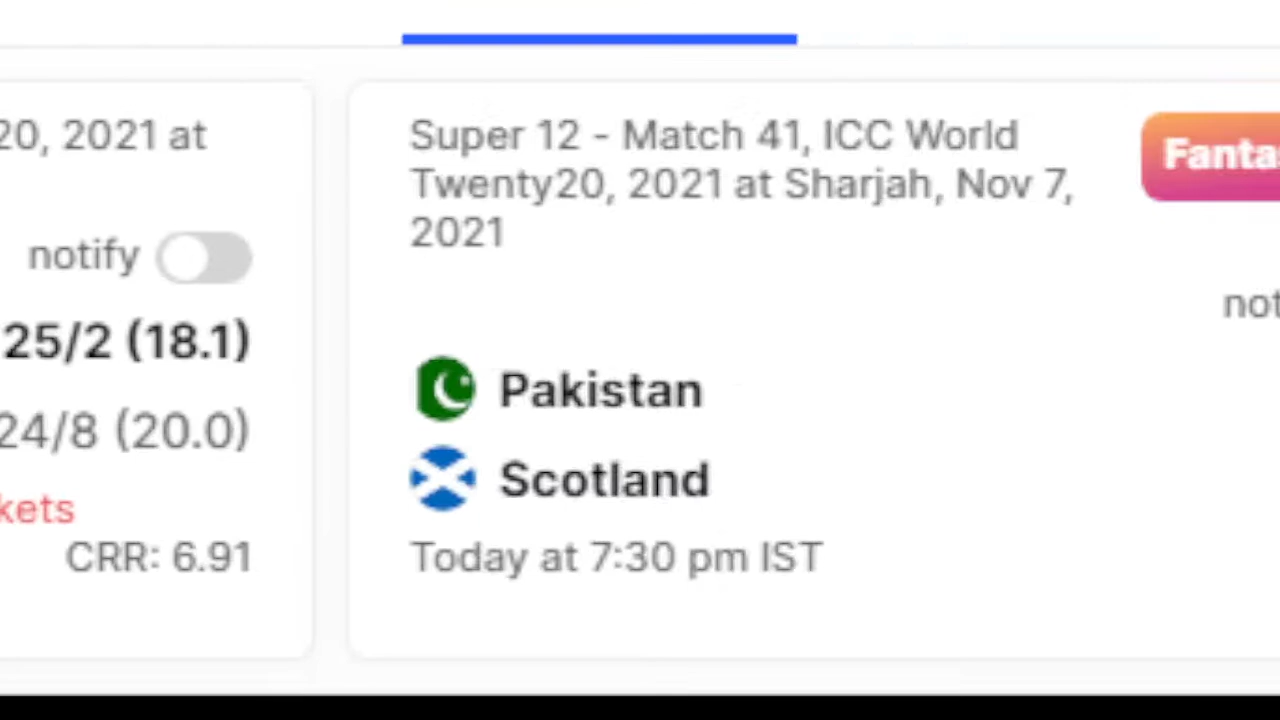 20, 2021 at
notify
25/2 (18.1)
24/8 (20.0)
CRR: 6.91
Super 12 - Match 41, ICC World
Twenty20, 2021 at Sharjah, Nov 7,
2021
Pakistan
Scotland
Today at 7:30 pm IST